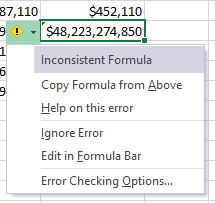 87,110 $452,110
$48,223,274,850
Inconsistent Formula
Copy Formula from Above
Help on this error
Ignore Error
Edit in Formula Bar
Error Checking Options...